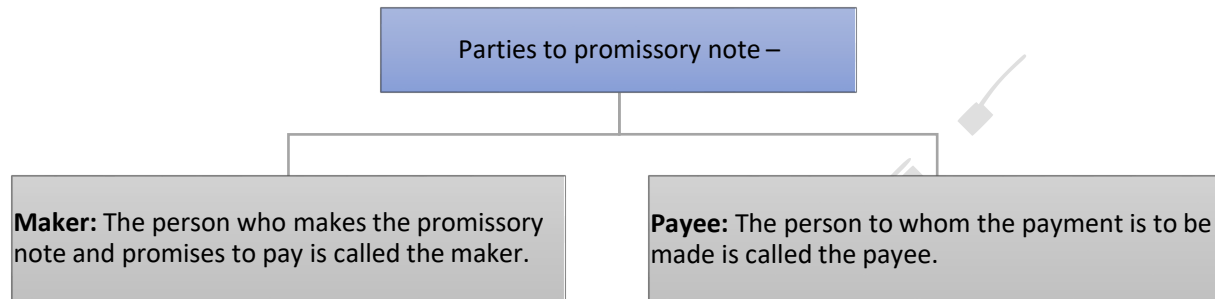 Parties to promissory note –
Maker: The person who makes the promissory
note and promises to pay is called the maker.
Payee: The person to whom the payment is to be
made is called the payee.